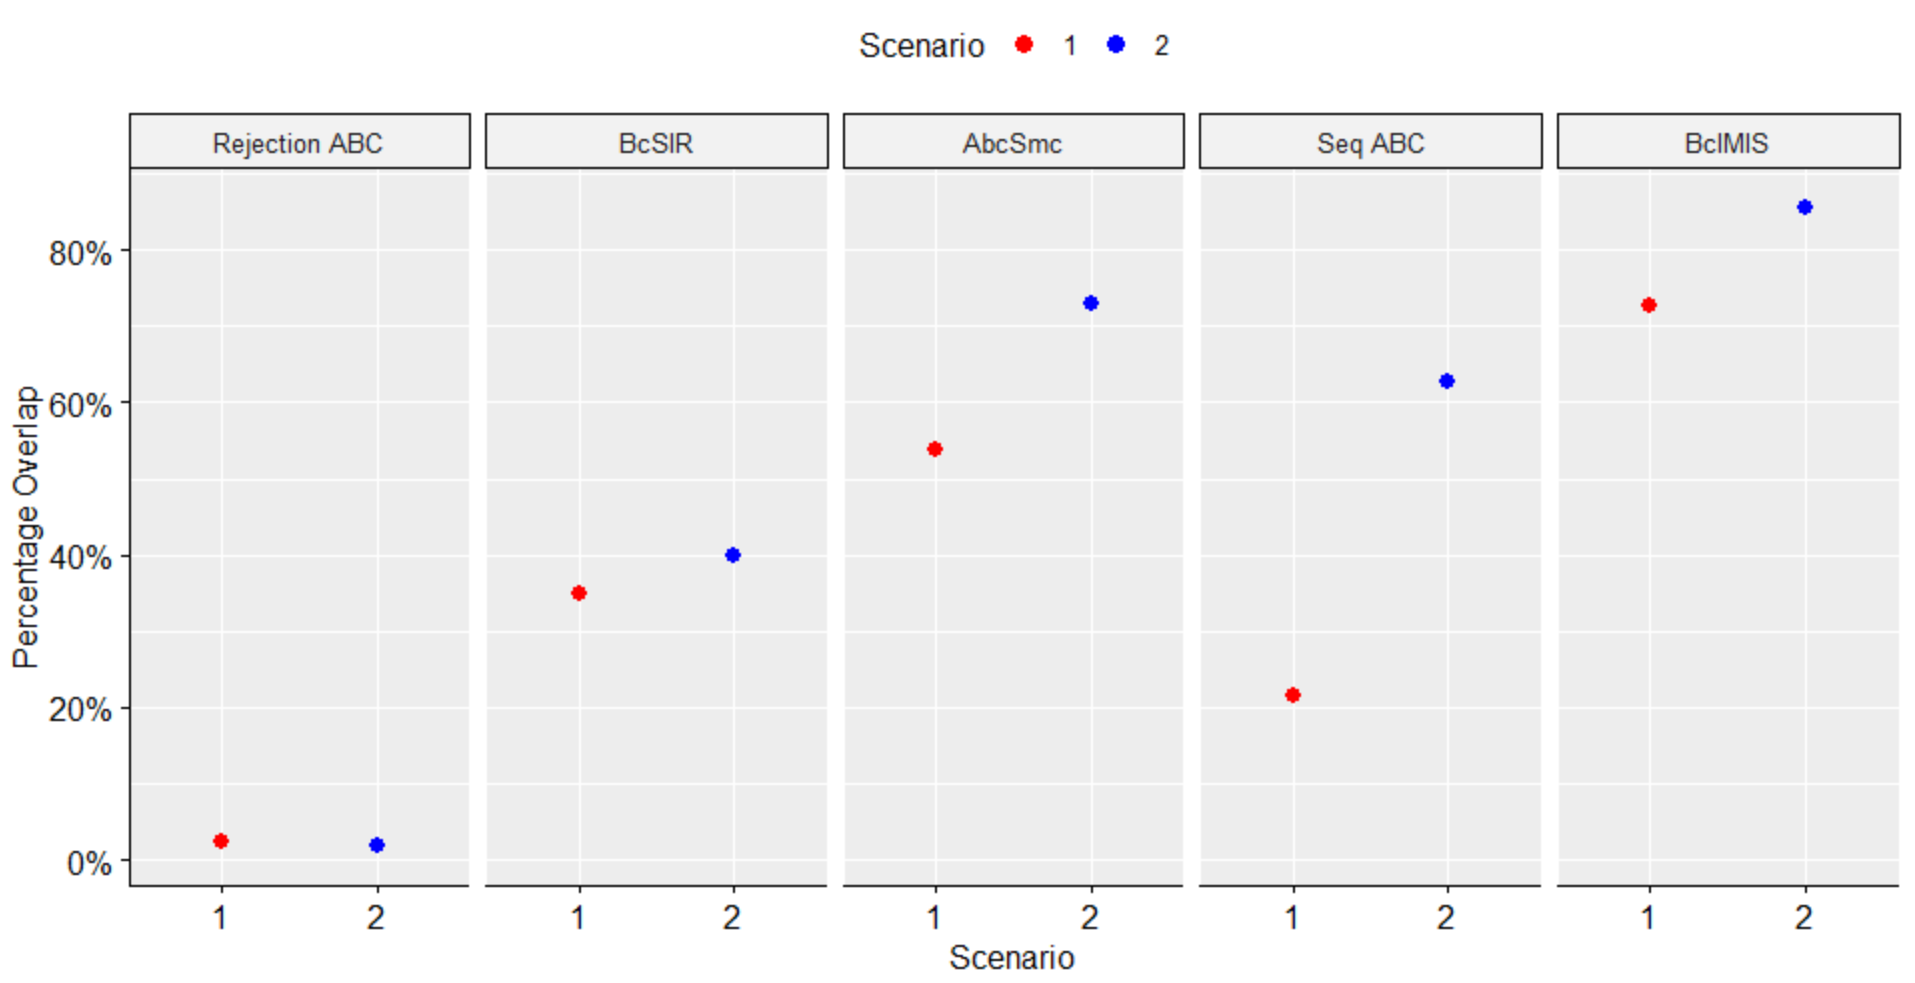 Scenario 1 2
Rejection ABC BcSIR AbcSmc Seq ABC BcIMIS
Percentage Overlap
80%
60%
40%
20%
0%
1 2 1 2 1 2 1 2 1 2
Scenario